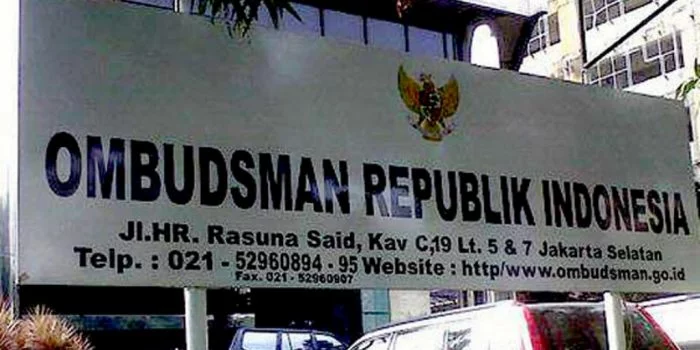 OMBUDSMAN REPUBLIK INDONESIA
Jl.HR. Rasuna Said, Kav C,19 Lt. 5 & 7 Jakarta Selatan
Telp. : 021 - 52960894 - 95 Website : http/www.ombudsman.go.id
Fax. 021 - 52960907